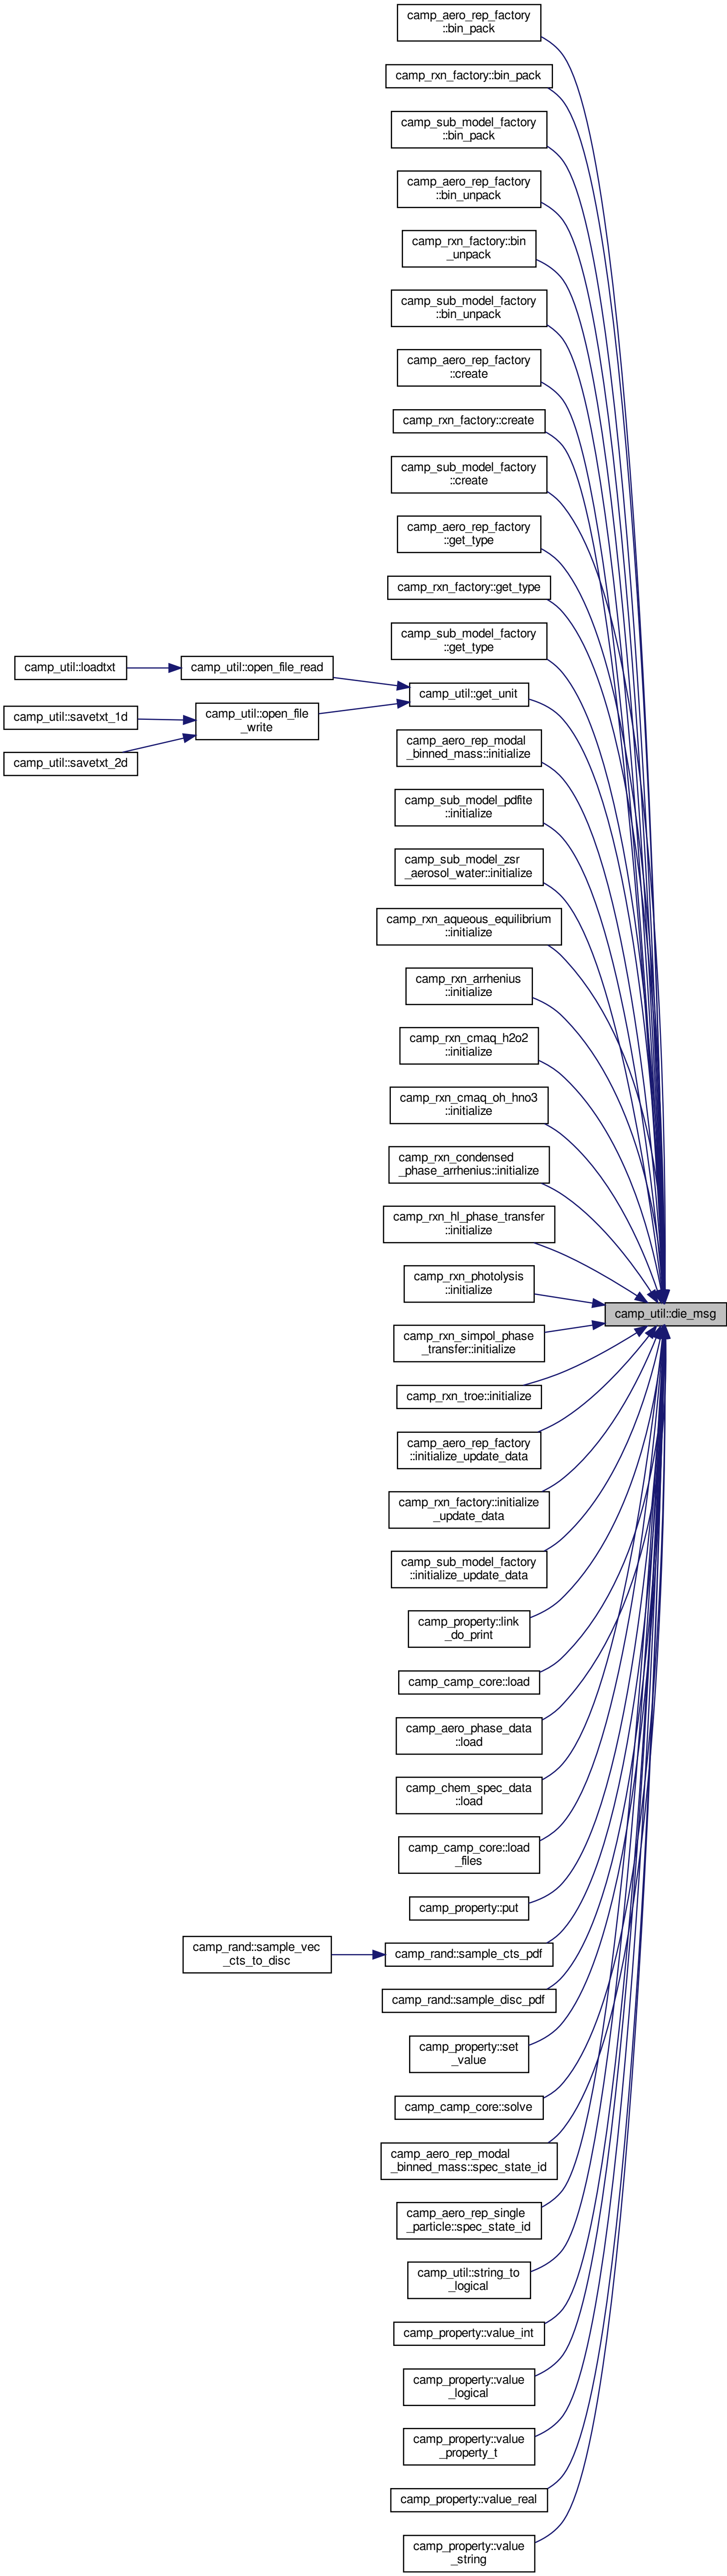 camp_aero_rep_factory
::bin_pack
camp_rxn_factory::bin_pack
camp_sub_model_factory
::bin_pack
camp_aero_rep_factory
::bin_unpack
camp_rxn_factory::bin
_unpack
camp_sub_model_factory
::bin_unpack
camp_aero_rep_factory
::create
camp_rxn_factory::create
camp_sub_model_factory
::create
camp_aero_rep_factory
::get_type
camp_rxn_factory::get_type
camp_sub_model_factory
::get_type
camp_util::loadtxt
camp_util::open_file_read
camp_util::get_unit
camp_util::savetxt_1d
camp_util::open_file
_write
camp_util::savetxt_2d
camp_aero_rep_modal
_binned_mass::initialize
camp_sub_model_pdfite
::initialize
camp_sub_model_zsr
_aerosol_water::initialize
camp_rxn_aqueous_equilibrium
::initialize
camp_rxn_arrhenius
::initialize
camp_rxn_cmaq_h2o2
::initialize
camp_rxn_cmaq_oh_hno3
::initialize
camp_rxn_condensed
_phase_arrhenius::initialize
camp_rxn_hl_phase_transfer
::initialize
camp_rxn_photolysis
::initialize
camp_util::die_msg
camp_rxn_simpol_phase
_transfer::initialize
camp_rxn_troe::initialize
camp_aero_rep_factory
::initialize_update_data
camp_rxn_factory::initialize
_update_data
camp_sub_model_factory
::initialize_update_data
camp_property::link
_do_print
camp_camp_core::load
camp_aero_phase_data
::load
camp_chem_spec_data
::load
camp_camp_core::load
_files
camp_property::put
camp_rand::sample_vec
_cts_to_disc
camp_rand::sample_cts_pdf
camp_rand::sample_disc_pdf
camp_property::set
_value
camp_camp_core::solve
camp_aero_rep_modal
_binned_mass::spec_state_id
camp_aero_rep_single
_particle::spec_state_id
camp_util::string_to
_logical
camp_property::value_int
camp_property::value
_logical
camp_property::value
_property_t
camp_property::value_real
camp_property::value
_string